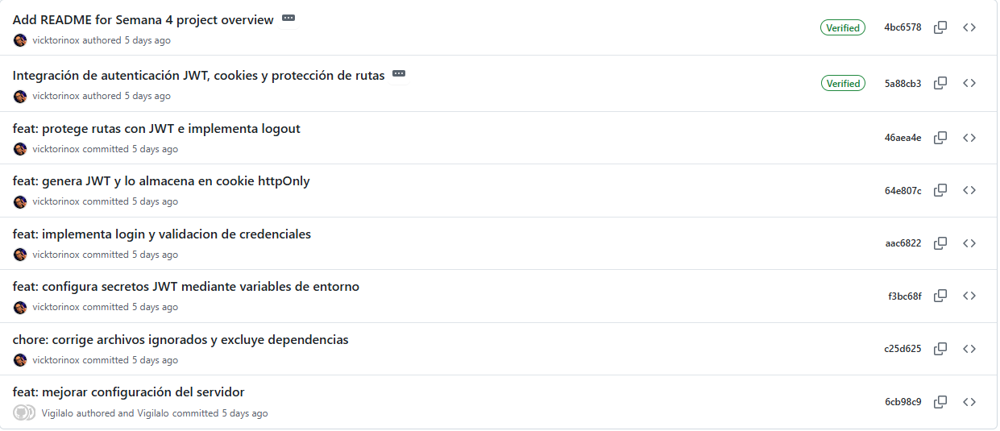 Add README for Semana 4 project overview
vicktorinox authored 5 days ago
Verified
4bc6578
Integración de autenticación JWT, cookies y protección de rutas
vicktorinox authored 5 days ago
Verified
5a88cb3
feat: protege rutas con JWT e implementa logout
vicktorinox committed 5 days ago
46aea4e
feat: genera JWT y lo almacena en cookie httpOnly
vicktorinox committed 5 days ago
64e807c
feat: implementa login y validacion de credenciales
vicktorinox committed 5 days ago
aac6822
feat: configura secretos JWT mediante variables de entorno
vicktorinox committed 5 days ago
f3bc68f
chore: corrige archivos ignorados y excluye dependencias
vicktorinox committed 5 days ago
c25d625
feat: mejorar configuración del servidor
Vigilalo authored and Vigilalo committed 5 days ago
6cb98c9